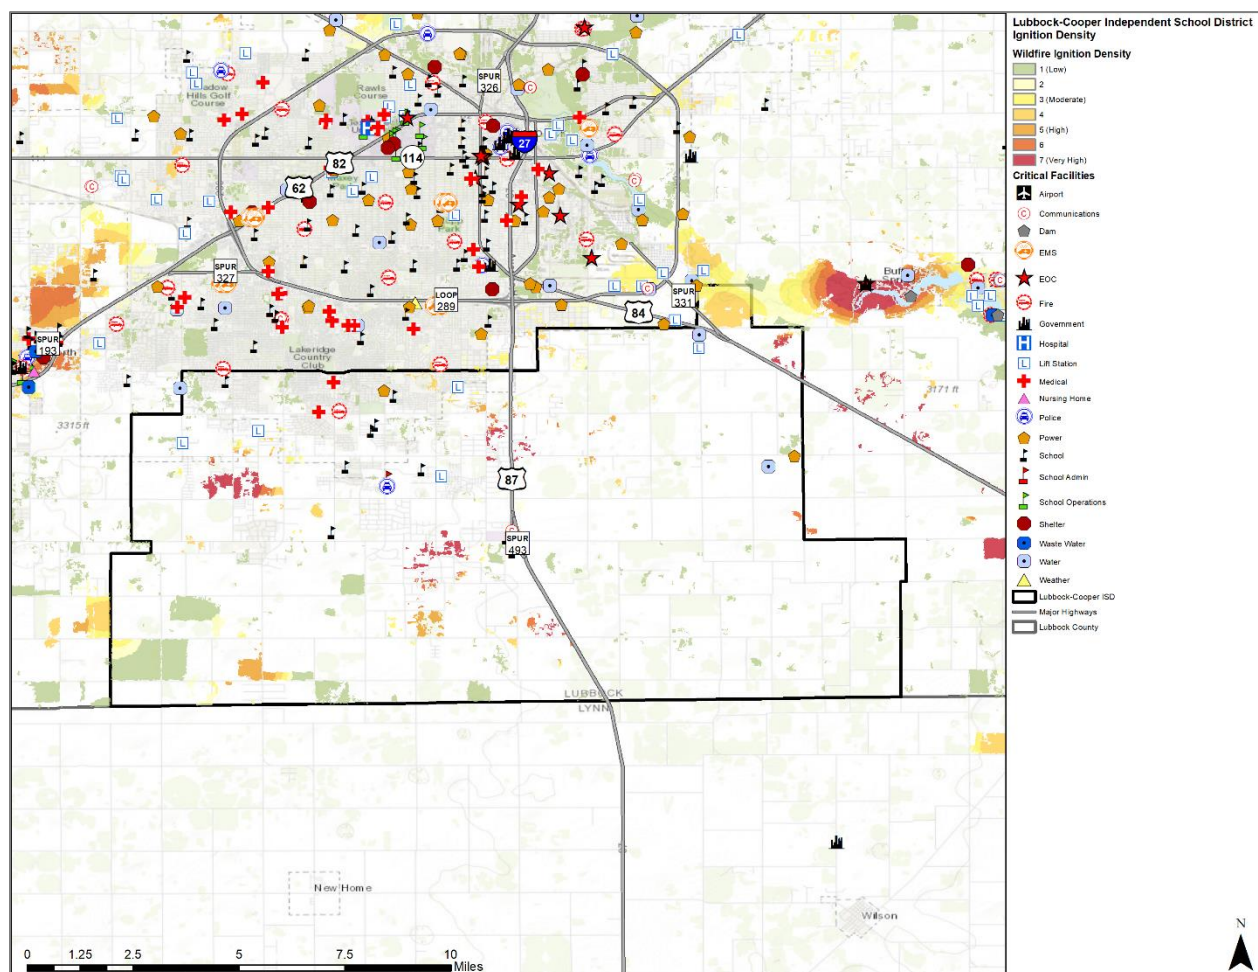 Lubbock-Cooper Independent School District
Ignition Density
Wildfire Ignition Density
1 (Low)
2
3 (Moderate)
4
5 (High)
6
7 (Very High)
Critical Facilities
Airport
Communications
Dam
EMS
EOC
Fire
Government
Hospital
Lift Station
Medical
Nursing Home
Police
Power
School
School Admin
School Operations
Shelter
Waste Water
Water
Weather
Lubbock-Cooper ISD
Major Highways
Lubbock County
N
Hills Golf
Course
Rawls
Course
SPUR
326
27
82
114
62
Park
SPUR
327
LOOP
289
SPUR
331
84
SPUR
193
Lakeridge
Country
Club
3171 ft
3315 ft
87
SPUR
493
LUBBOCK
LYNN
New Home
Wilson
0 1.25 2.5 5 7.5 10
Miles